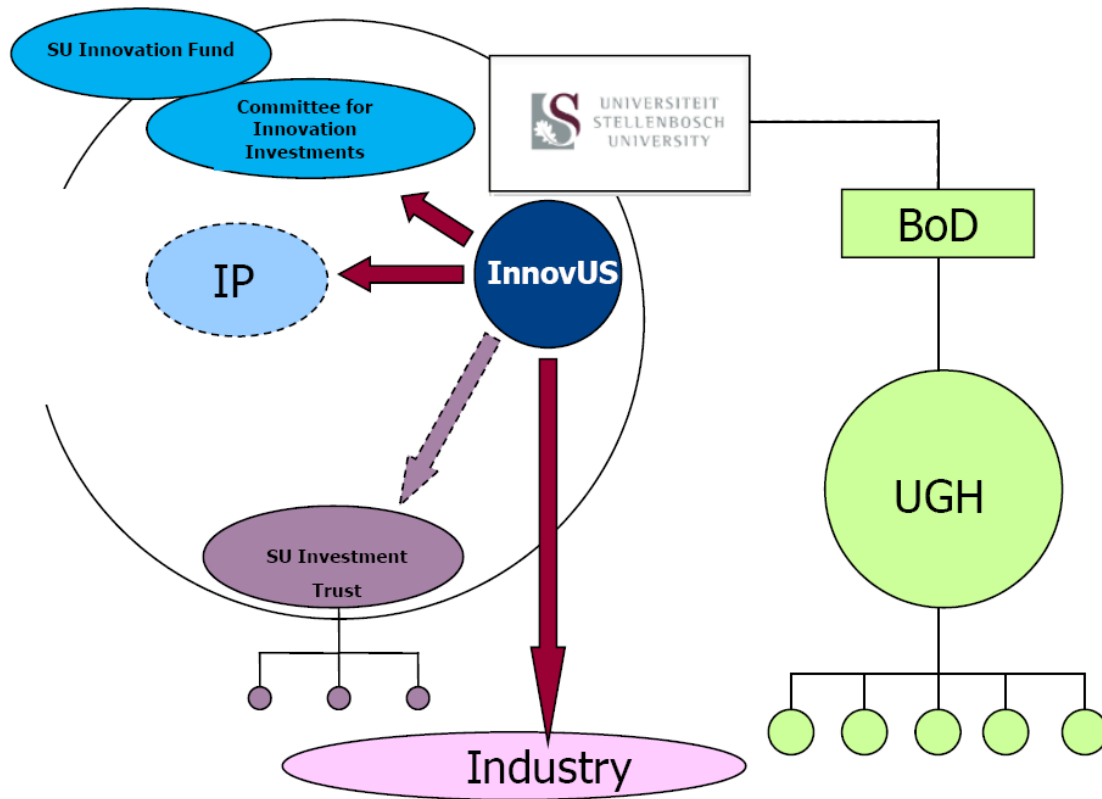 SU Innovation Fund
Committee for
Innovation
Investments
UNIVERSITEIT
STELLENBOSCH
UNIVERSITY
BoD
IP
InnovUS
UGH
SU Investment
Trust
Industry